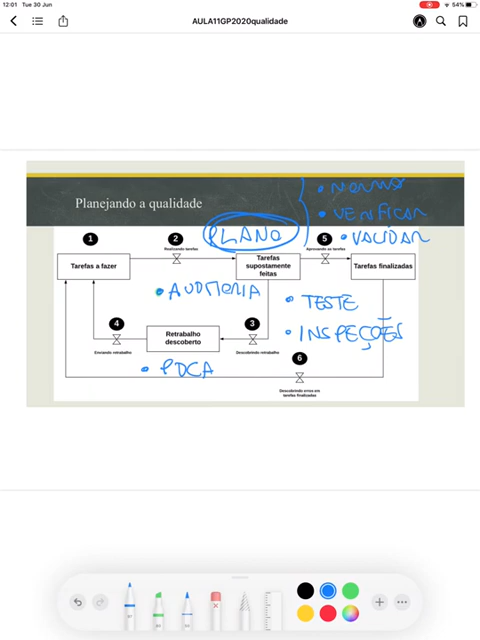 12:01 Tue 30 Jun
54%
AULA11GP2020qualidade
Planejando a qualidade
• NORMAS
• VERIFICAR
• VALIDAR
PLANO
1
2
5
Realizando tarefas
Aprovando as tarefas
Tarefas a fazer
Tarefas supostamente feitas
Tarefas finalizadas
• AUDITORIA
• TESTE
• INSPEÇÕES
4
3
Retrabalho descoberto
Enviando retrabalho
Descobrindo retrabalho
6
• PDCA
Descobrindo erros em
tarefas finalizadas